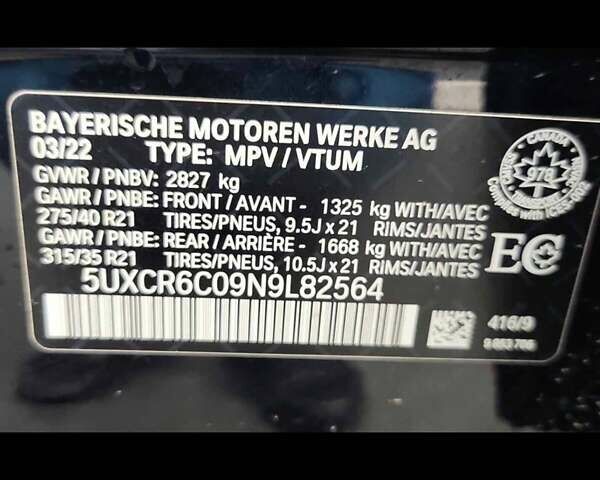 BAYERISCHE MOTOREN WERKE AG
03/22 TYPE: MPV / VTUM
GVWR / PNBV: 2827 kg
GAWR / PNBE: FRONT / AVANT - 1325 kg WITH/AVEC
275/40 R21 TIRES/PNEUS, 9.5J x 21 RIMS/JANTES
GAWR / PNBE: REAR / ARRIÈRE - 1668 kg WITH/AVEC
315/35 R21 TIRES/PNEUS, 10.5J x 21 RIMS/JANTES
5UXCR6C09N9L82564
CANADA
978
EC
416/9